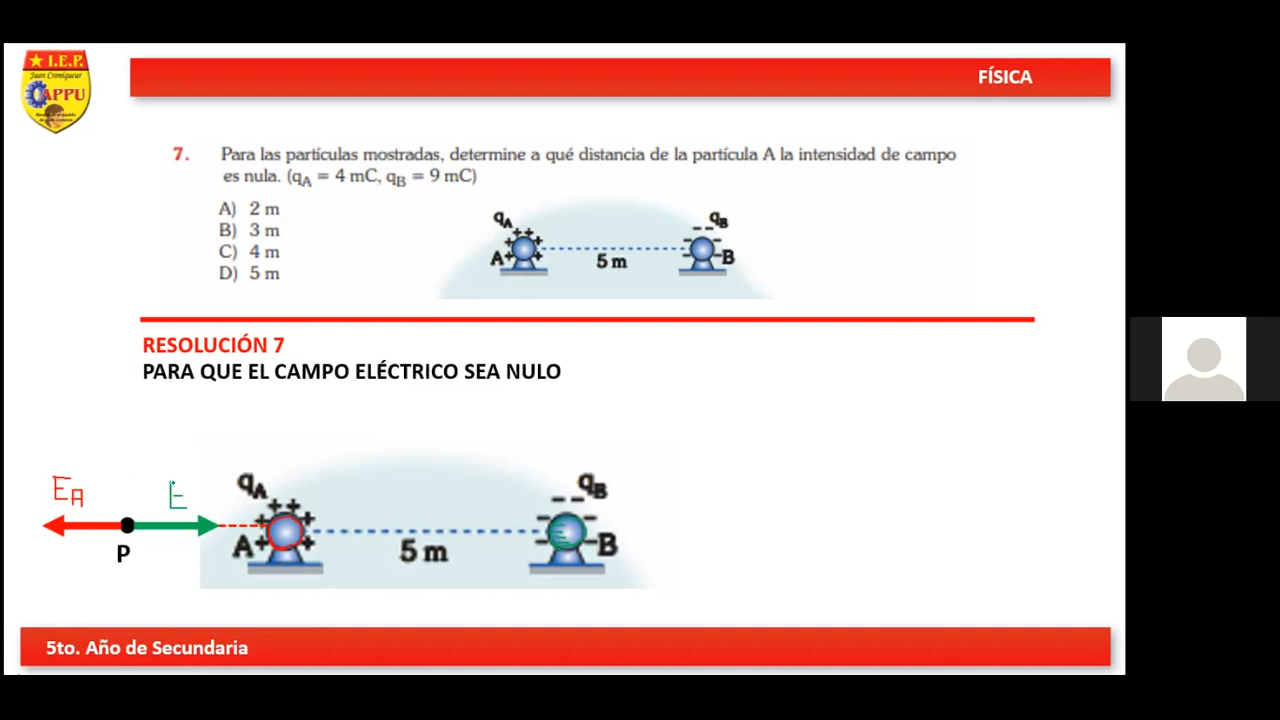 ★ I.E.P.
Juan Croniqueur
CAPPU
FÍSICA
7. Para las partículas mostradas, determine a qué distancia de la partícula A la intensidad de campo
es nula. (qA = 4 mC, qB = 9 mC)
A) 2 m
B) 3 m
C) 4 m
D) 5 m
qA
qB
A
5 m
B
RESOLUCIÓN 7
PARA QUE EL CAMPO ELÉCTRICO SEA NULO
EA
E
qA
qB
P
A
5 m
B
5to. Año de Secundaria